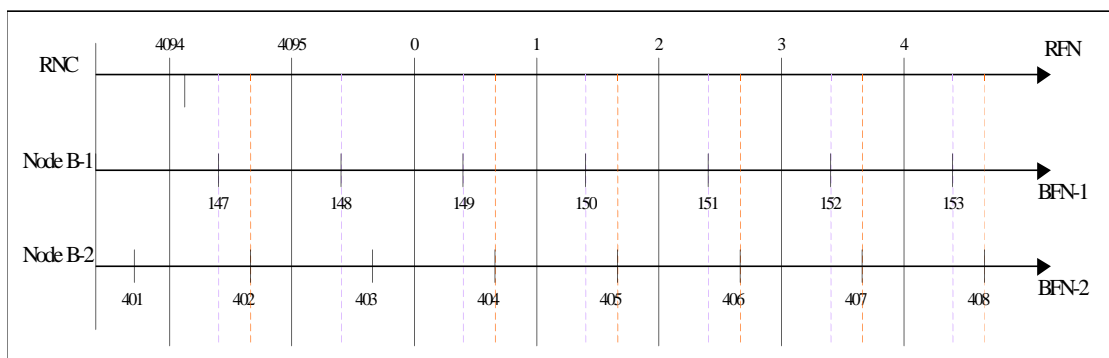 4094 4095 0 1 2 3 4 RFN
RNC
Node B-1
147 148 149 150 151 152 153 BFN-1
Node B-2
401 402 403 404 405 406 407 408 BFN-2